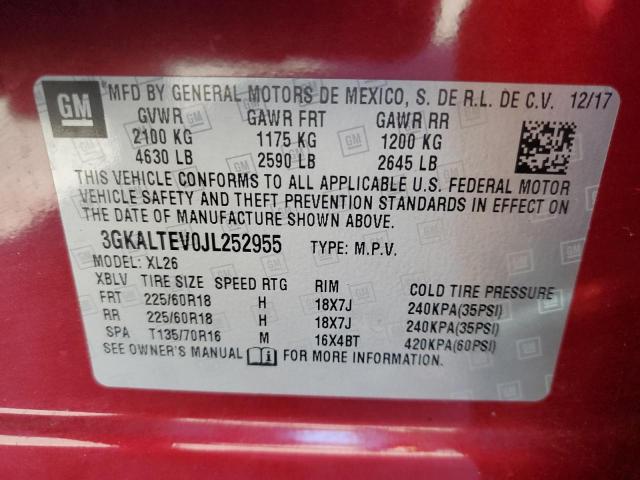 GM MFD BY GENERAL MOTORS DE MEXICO, S. DE R.L. DE C.V. 12/17
GVWR GAWR FRT GAWR RR
2100 KG 1175 KG 1200 KG
4630 LB 2590 LB 2645 LB
THIS VEHICLE CONFORMS TO ALL APPLICABLE U.S. FEDERAL MOTOR
VEHICLE SAFETY AND THEFT PREVENTION STANDARDS IN EFFECT ON
THE DATE OF MANUFACTURE SHOWN ABOVE.
3GKALTEV0JL252955 TYPE: M.P.V.
MODEL: XL26
XBLV TIRE SIZE SPEED RTG RIM COLD TIRE PRESSURE
FRT 225/60R18 H 18X7J 240KPA(35PSI)
RR 225/60R18 H 18X7J 240KPA(35PSI)
SPA T135/70R16 M 16X4BT 420KPA(60PSI)
SEE OWNER'S MANUAL FOR MORE INFORMATION.